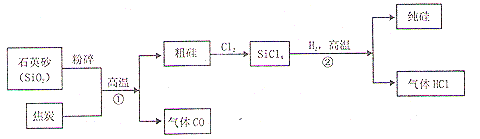 石英砂
(SiO₂)
粉碎
焦炭
高温
①
粗硅
气体 CO
Cl₂
SiCl₄
H₂，高温
②
纯硅
气体 HCl